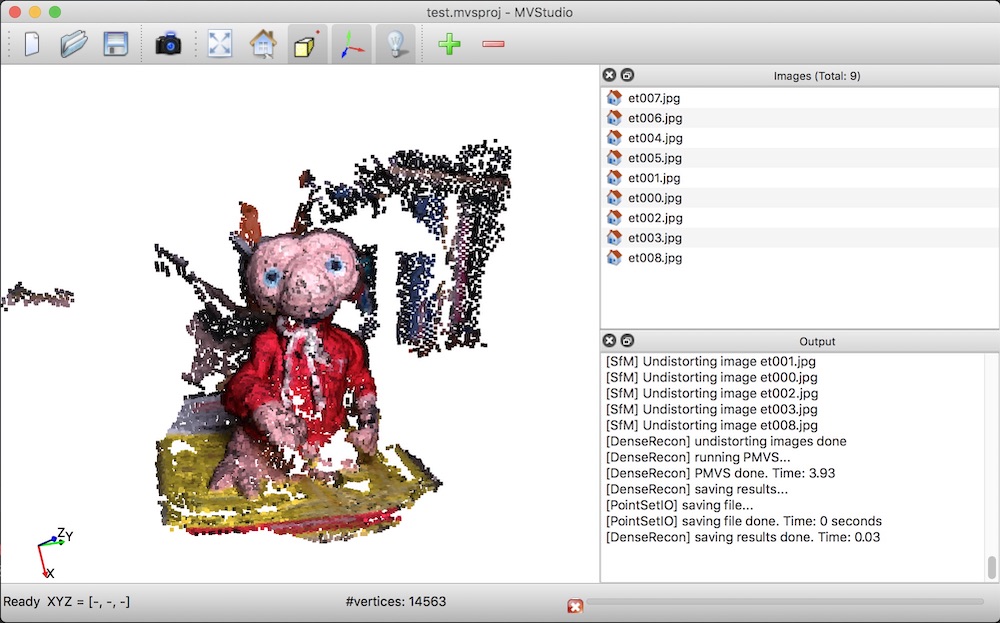 test.mvsproj - MVStudio
Images (Total: 9)
et007.jpg
et006.jpg
et004.jpg
et005.jpg
et001.jpg
et000.jpg
et002.jpg
et003.jpg
et008.jpg
Output
[SfM] Undistorting image et001.jpg
[SfM] Undistorting image et000.jpg
[SfM] Undistorting image et002.jpg
[SfM] Undistorting image et003.jpg
[SfM] Undistorting image et008.jpg
[DenseRecon] undistorting images done
[DenseRecon] running PMVS...
[DenseRecon] PMVS done. Time: 3.93
[DenseRecon] saving results...
[PointSetIO] saving file...
[PointSetIO] saving file done. Time: 0 seconds
[DenseRecon] saving results done. Time: 0.03
Z
Y
X
Ready XYZ = [-, -, -]
#vertices: 14563